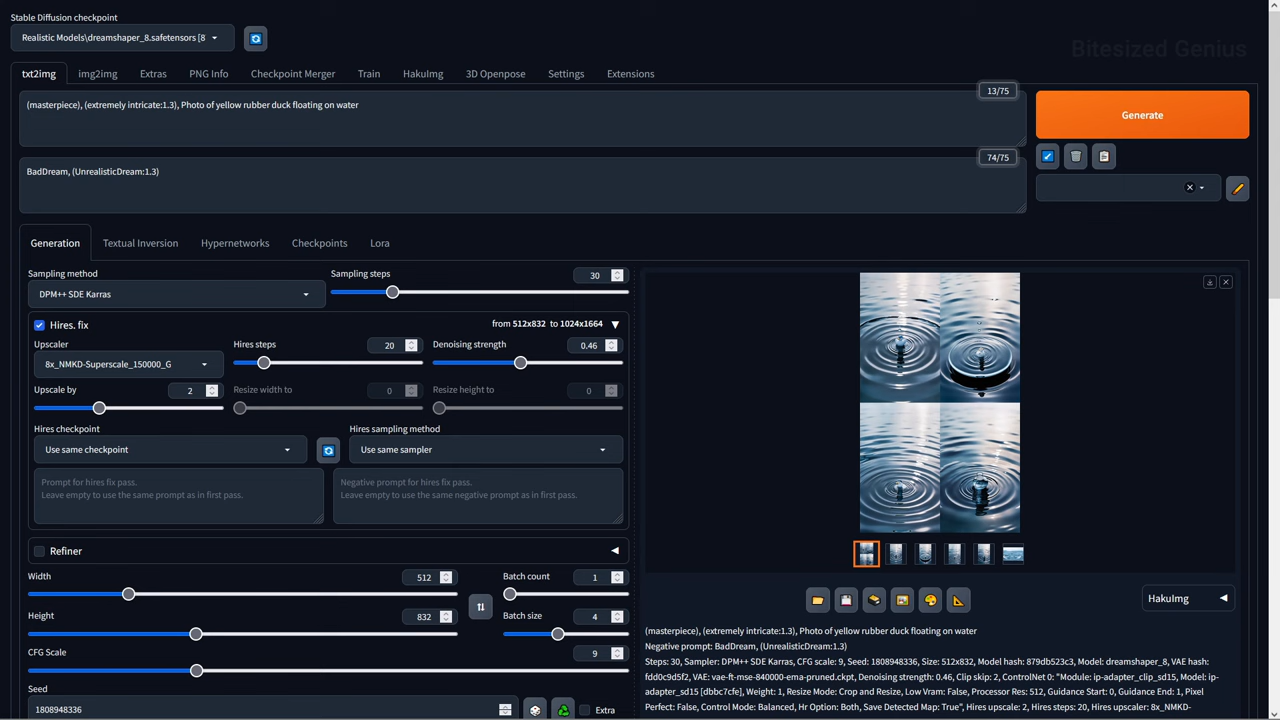 Stable Diffusion checkpoint
Realistic Models\dreamshaper_8.safetensors [8
Bitesized Genius
txt2img img2img Extras PNG Info Checkpoint Merger Train HakuImg 3D Openpose Settings Extensions
13/75
(masterpiece), (extremely intricate:1.3), Photo of yellow rubber duck floating on water
Generate
74/75
BadDream, (UnrealisticDream:1.3)
Generation Textual Inversion Hypernetworks Checkpoints Lora
Sampling method
DPM++ SDE Karras
Sampling steps 30
Hires. fix from 512x832 to 1024x1664
Upscaler
8x_NMKD-Superscale_150000_G
Hires steps 20
Denoising strength 0.46
Upscale by 2
Resize width to 0
Resize height to 0
Hires checkpoint
Use same checkpoint
Hires sampling method
Use same sampler
Prompt for hires fix pass.
Leave empty to use the same prompt as in first pass.
Negative prompt for hires fix pass.
Leave empty to use the same negative prompt as in first pass.
Refiner
Width 512
Batch count 1
Height 832
Batch size 4
CFG Scale 9
Seed
1808948336
Extra
HakuImg
(masterpiece), (extremely intricate:1.3), Photo of yellow rubber duck floating on water
Negative prompt: BadDream, (UnrealisticDream:1.3)
Steps: 30, Sampler: DPM++ SDE Karras, CFG scale: 9, Seed: 1808948336, Size: 512x832, Model hash: 879db523c3, Model: dreamshaper_8, VAE hash:
fdd0c9d5f2, VAE: vae-ft-mse-840000-ema-pruned.ckpt, Denoising strength: 0.46, Clip skip: 2, ControlNet 0: "Module: ip-adapter_clip_sd15, Model: ip-
adapter_sd15 [dbbc7cfe], Weight: 1, Resize Mode: Crop and Resize, Low Vram: False, Processor Res: 512, Guidance Start: 0, Guidance End: 1, Pixel
Perfect: False, Control Mode: Balanced, Hr Option: Both, Save Detected Map: True", Hires upscale: 2, Hires steps: 20, Hires upscaler: 8x_NMKD-